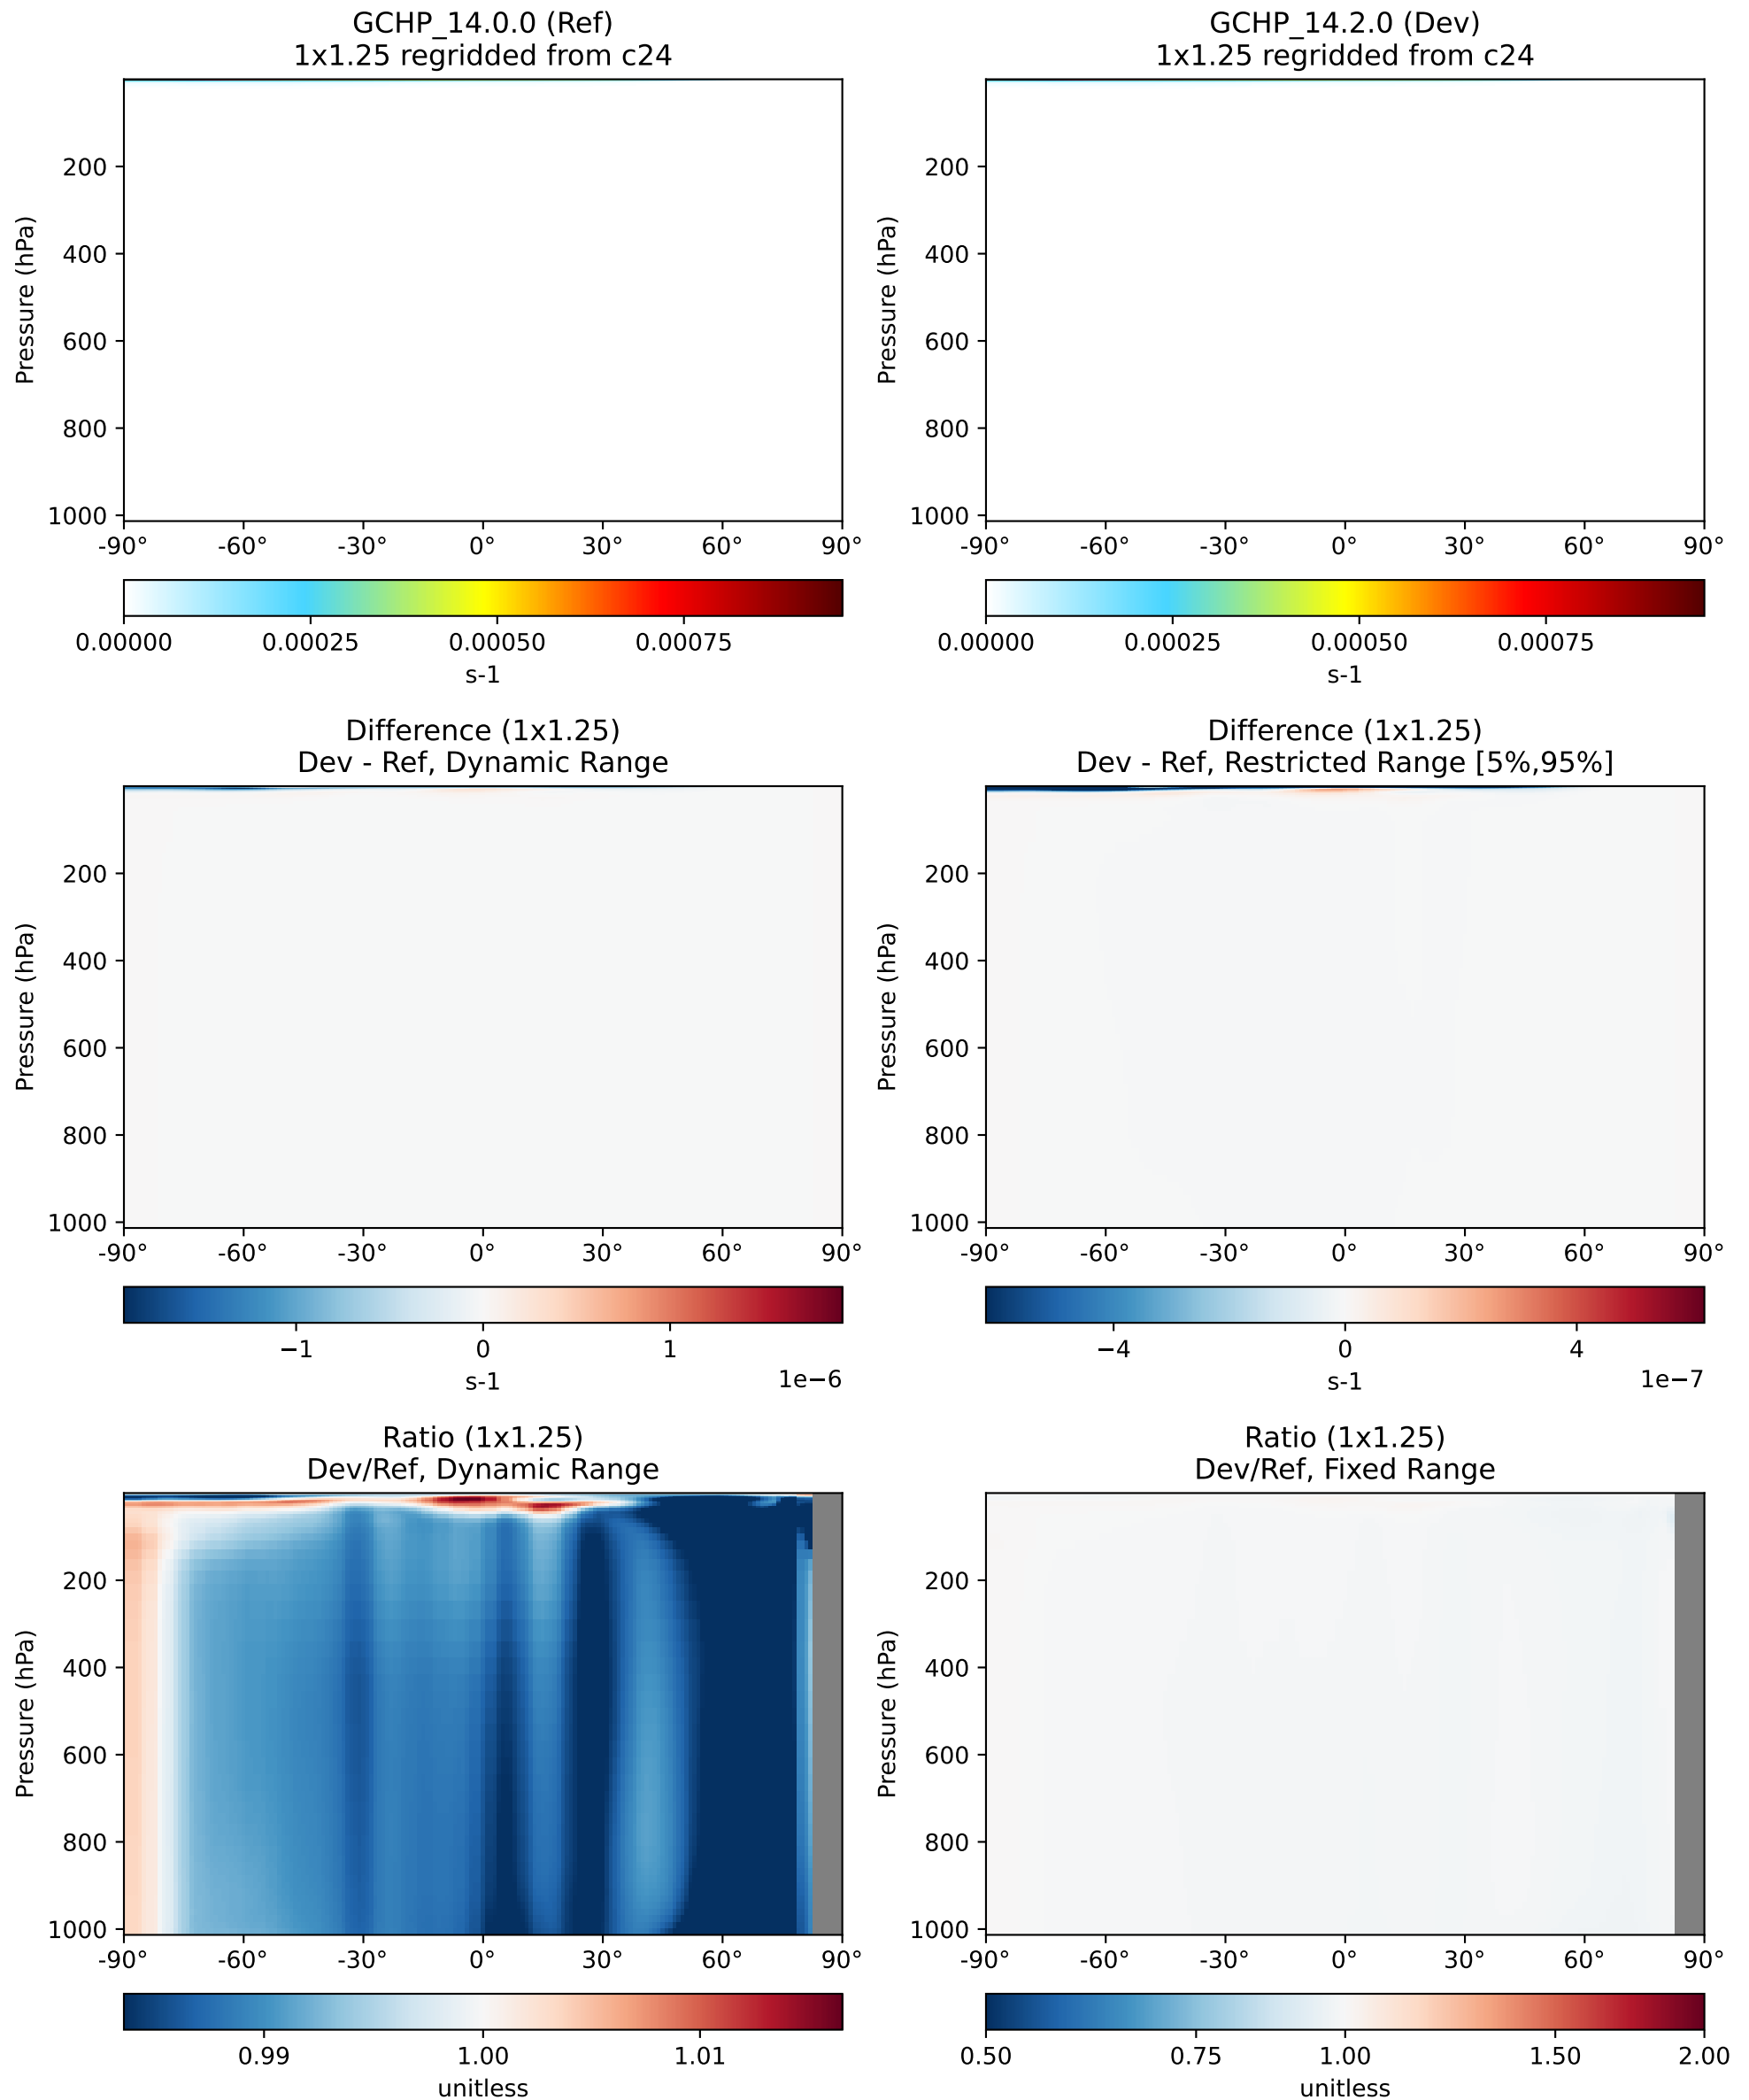 GCHP_14.0.0 (Ref)
1x1.25 regridded from c24
Pressure (hPa)
200
400
600
800
1000
-90° -60° -30° 0° 30° 60° 90°
0.00000 0.00025 0.00050 0.00075
s-1
GCHP_14.2.0 (Dev)
1x1.25 regridded from c24
Pressure (hPa)
200
400
600
800
1000
-90° -60° -30° 0° 30° 60° 90°
0.00000 0.00025 0.00050 0.00075
s-1
Difference (1x1.25)
Dev - Ref, Dynamic Range
Pressure (hPa)
200
400
600
800
1000
-90° -60° -30° 0° 30° 60° 90°
−1 0 1
s-1 1e−6
Difference (1x1.25)
Dev - Ref, Restricted Range [5%,95%]
Pressure (hPa)
200
400
600
800
1000
-90° -60° -30° 0° 30° 60° 90°
−4 0 4
s-1 1e−7
Ratio (1x1.25)
Dev/Ref, Dynamic Range
Pressure (hPa)
200
400
600
800
1000
-90° -60° -30° 0° 30° 60° 90°
0.99 1.00 1.01
unitless
Ratio (1x1.25)
Dev/Ref, Fixed Range
Pressure (hPa)
200
400
600
800
1000
-90° -60° -30° 0° 30° 60° 90°
0.50 0.75 1.00 1.50 2.00
unitless